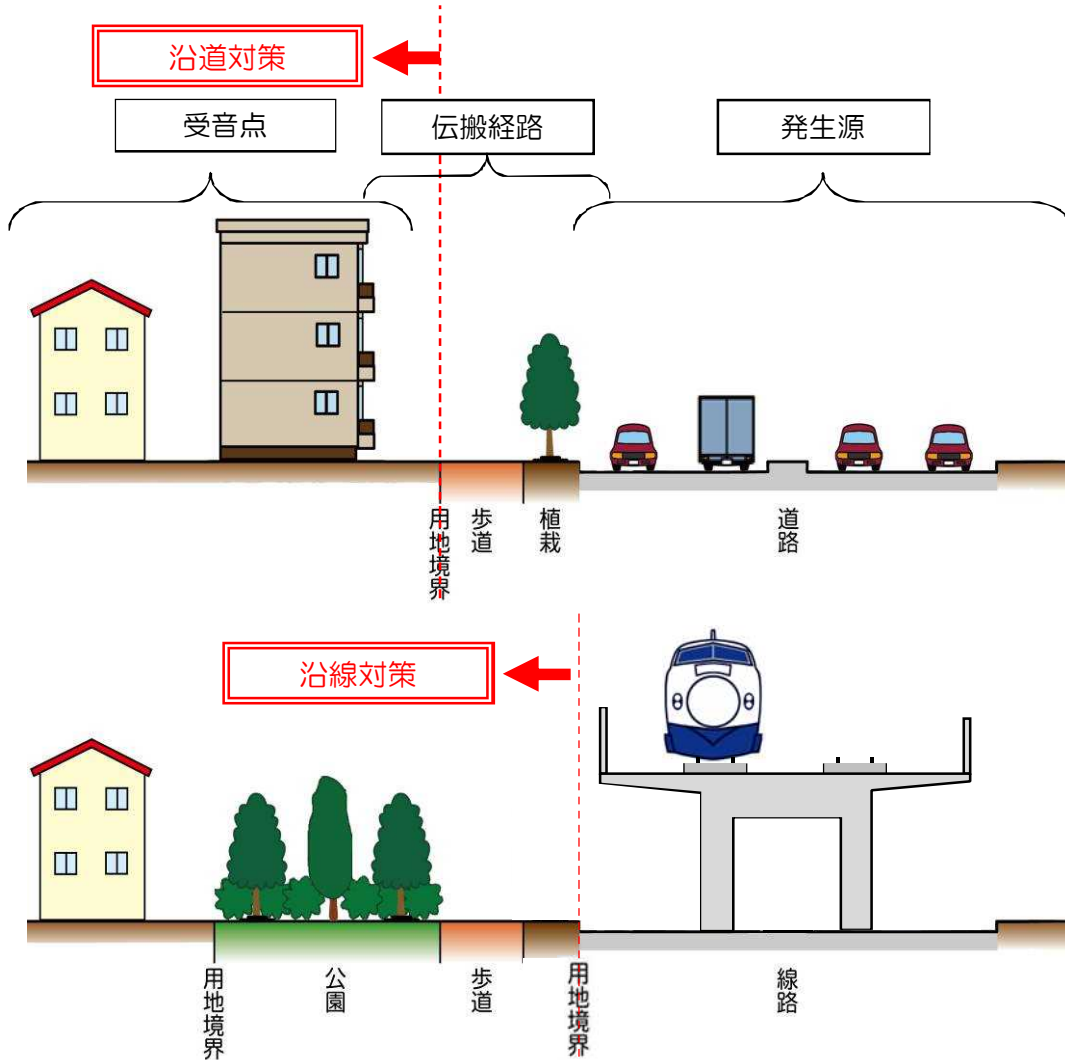 沿道対策
受音点
伝搬経路
発生源
用地境界
歩道
植栽
道路
沿線対策
用地境界
公園
歩道
用地境界
線路